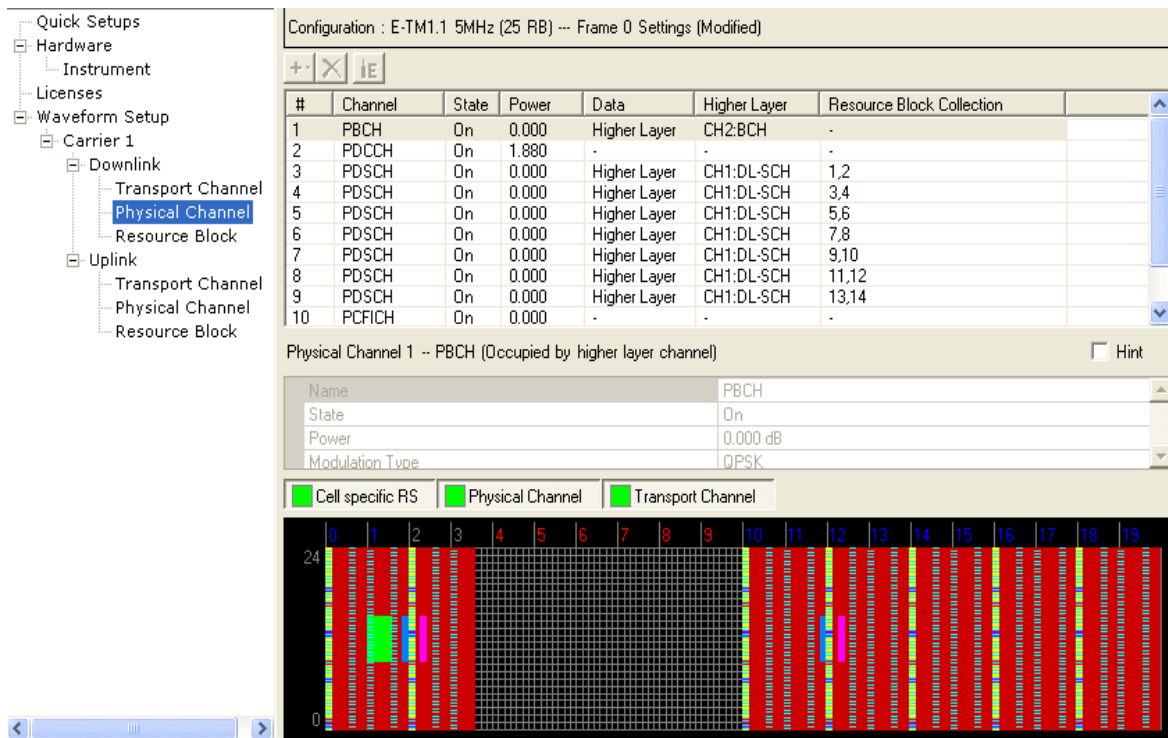 Quick Setups
Hardware
Instrument
Licenses
Waveform Setup
Carrier 1
Downlink
Transport Channel
Physical Channel
Resource Block
Uplink
Transport Channel
Physical Channel
Resource Block
Configuration : E-TM1.1 5MHz (25 RB) --- Frame 0 Settings (Modified)
# Channel State Power Data Higher Layer Resource Block Collection
1 PBCH On 0.000 Higher Layer CH2:BCH -
2 PDCCH On 1.880 - - -
3 PDSCH On 0.000 Higher Layer CH1:DL-SCH 1,2
4 PDSCH On 0.000 Higher Layer CH1:DL-SCH 3,4
5 PDSCH On 0.000 Higher Layer CH1:DL-SCH 5,6
6 PDSCH On 0.000 Higher Layer CH1:DL-SCH 7,8
7 PDSCH On 0.000 Higher Layer CH1:DL-SCH 9,10
8 PDSCH On 0.000 Higher Layer CH1:DL-SCH 11,12
9 PDSCH On 0.000 Higher Layer CH1:DL-SCH 13,14
10 PCFICH On 0.000 - - -
Physical Channel 1 -- PBCH (Occupied by higher layer channel) Hint
Name PBCH
State On
Power 0.000 dB
Modulation Type QPSK
Cell specific RS Physical Channel Transport Channel
0 1 2 3 4 5 6 7 8 9 10 11 12 13 14 15 16 17 18 19
24
0